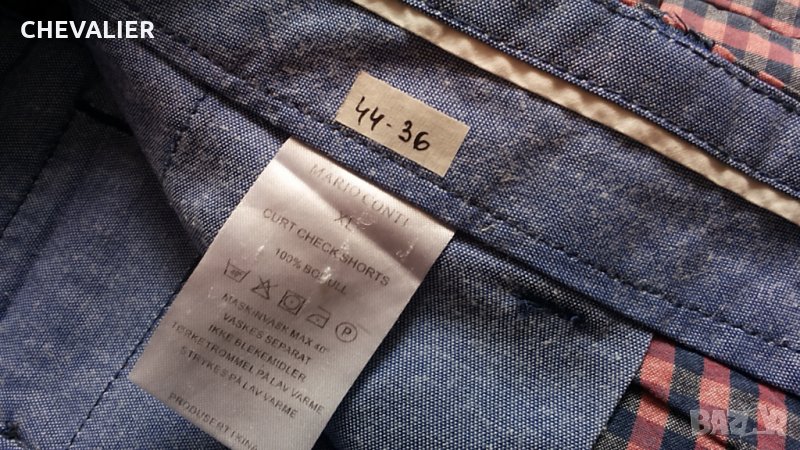 CHEVALIER
44-36
MARIO CONTI
XL
CURT CHECK SHORTS
100% BOMULL
P
MASKINVASK MAX 40°
VASKES SEPARAT
IKKE BLEKEMIDLER
TØRKETROMMEL PÅ LAV VARME
STRYKES PÅ LAV VARME
PRODUSERT I KINA
BAZAR